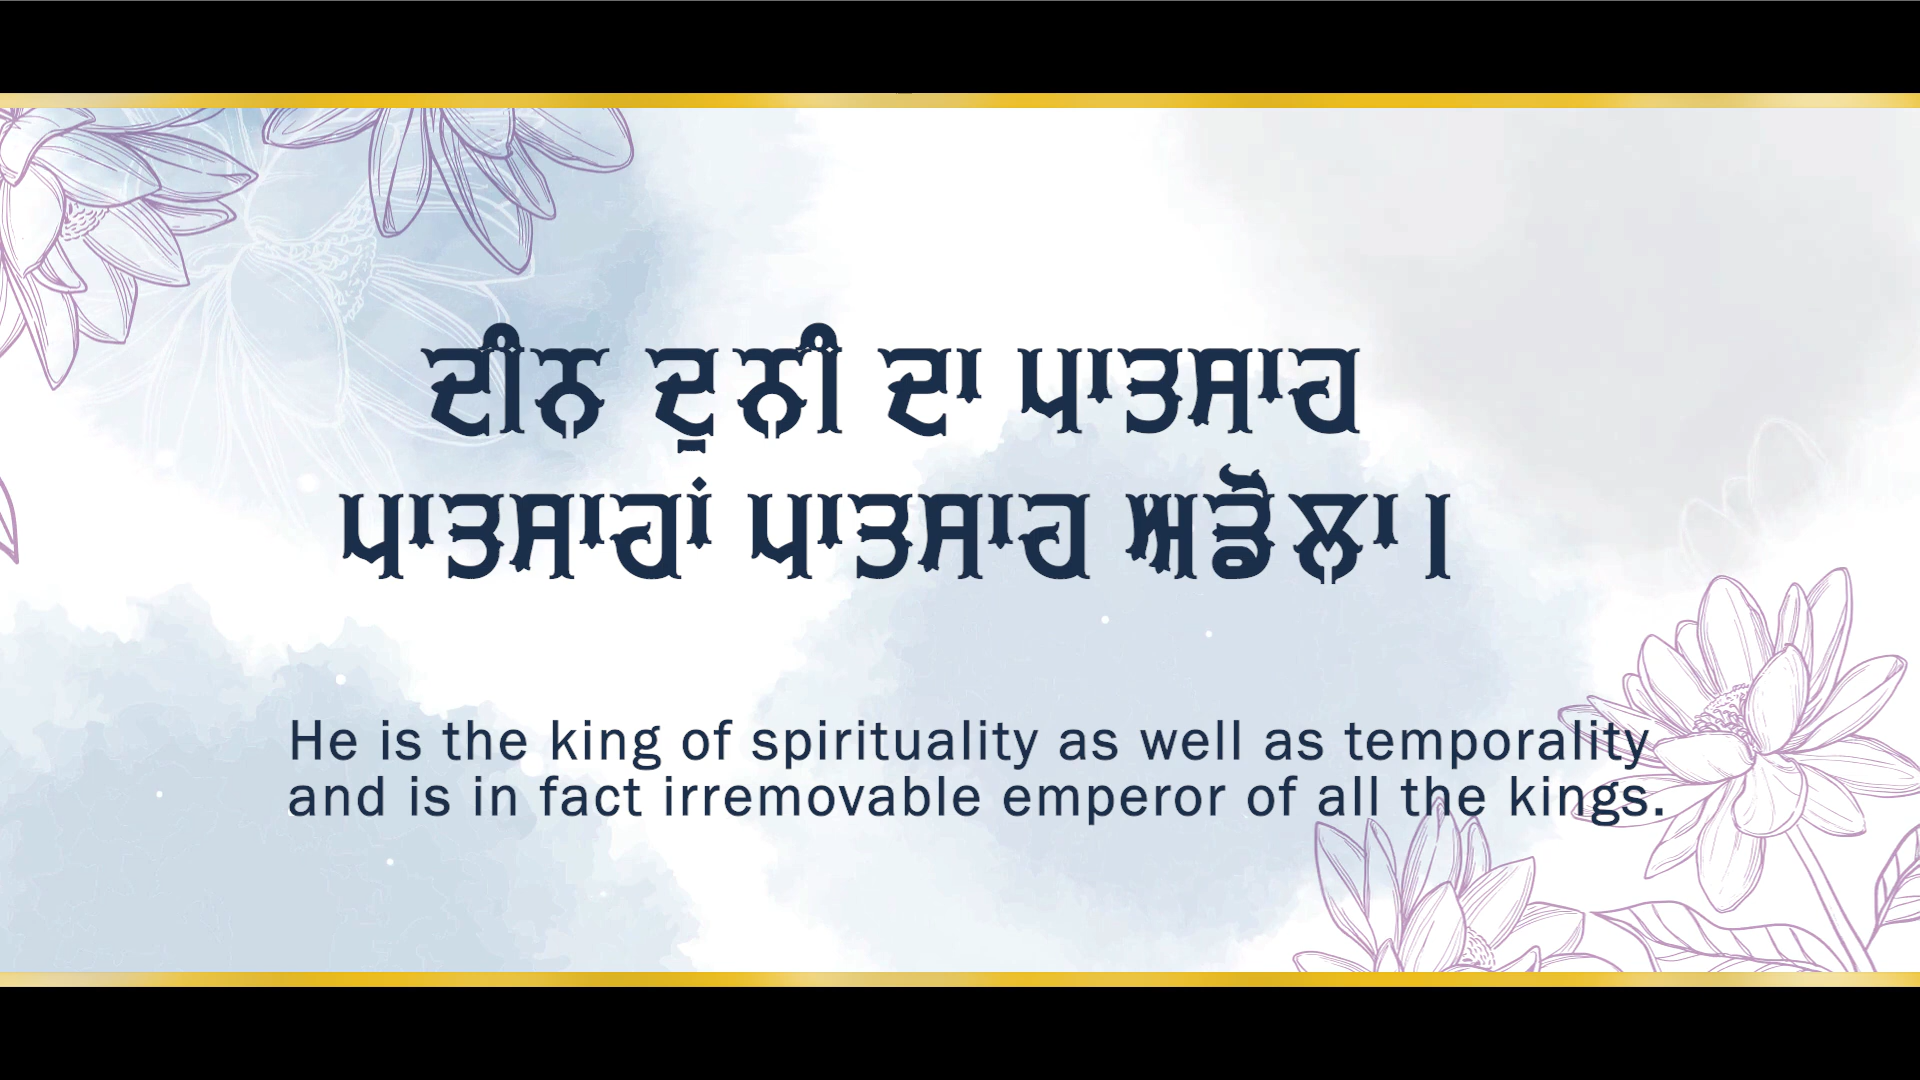 ਦੀਨ ਦੁਨੀ ਦਾ ਪਾਤਸਾਹ
ਪਾਤਸਾਹਾਂ ਪਾਤਸਾਹ ਅਡੋਲਾ।
He is the king of spirituality as well as temporality
and is in fact irremovable emperor of all the kings.